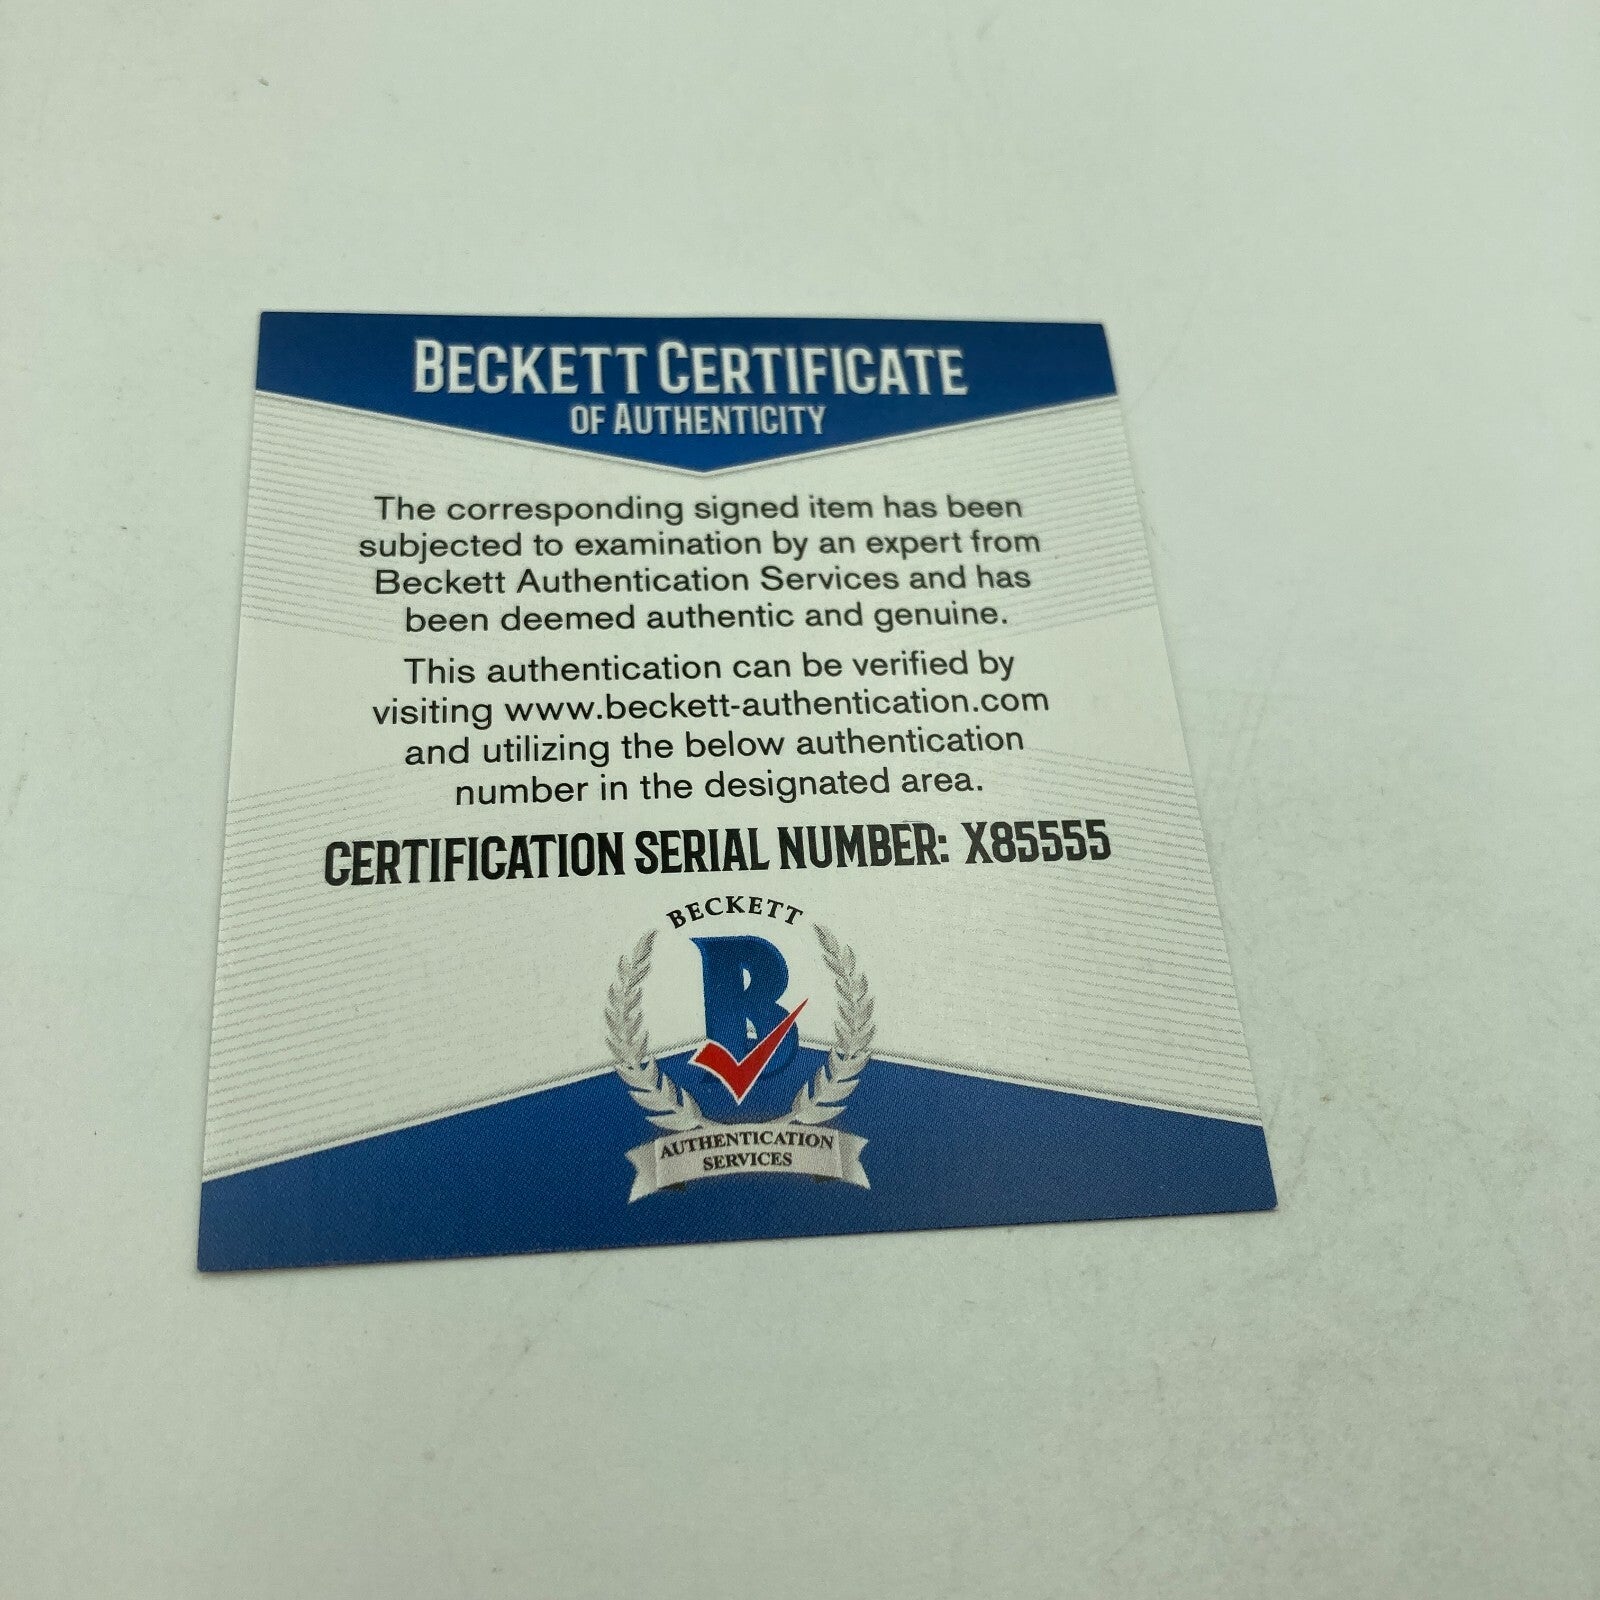 BECKETT CERTIFICATE
OF AUTHENTICITY
The corresponding signed item has been
subjected to examination by an expert from
Beckett Authentication Services and has
been deemed authentic and genuine.
This authentication can be verified by
visiting www.beckett-authentication.com
and utilizing the below authentication
number in the designated area.
CERTIFICATION SERIAL NUMBER: X85555
BECKETT
B
AUTHENTICATION
SERVICES